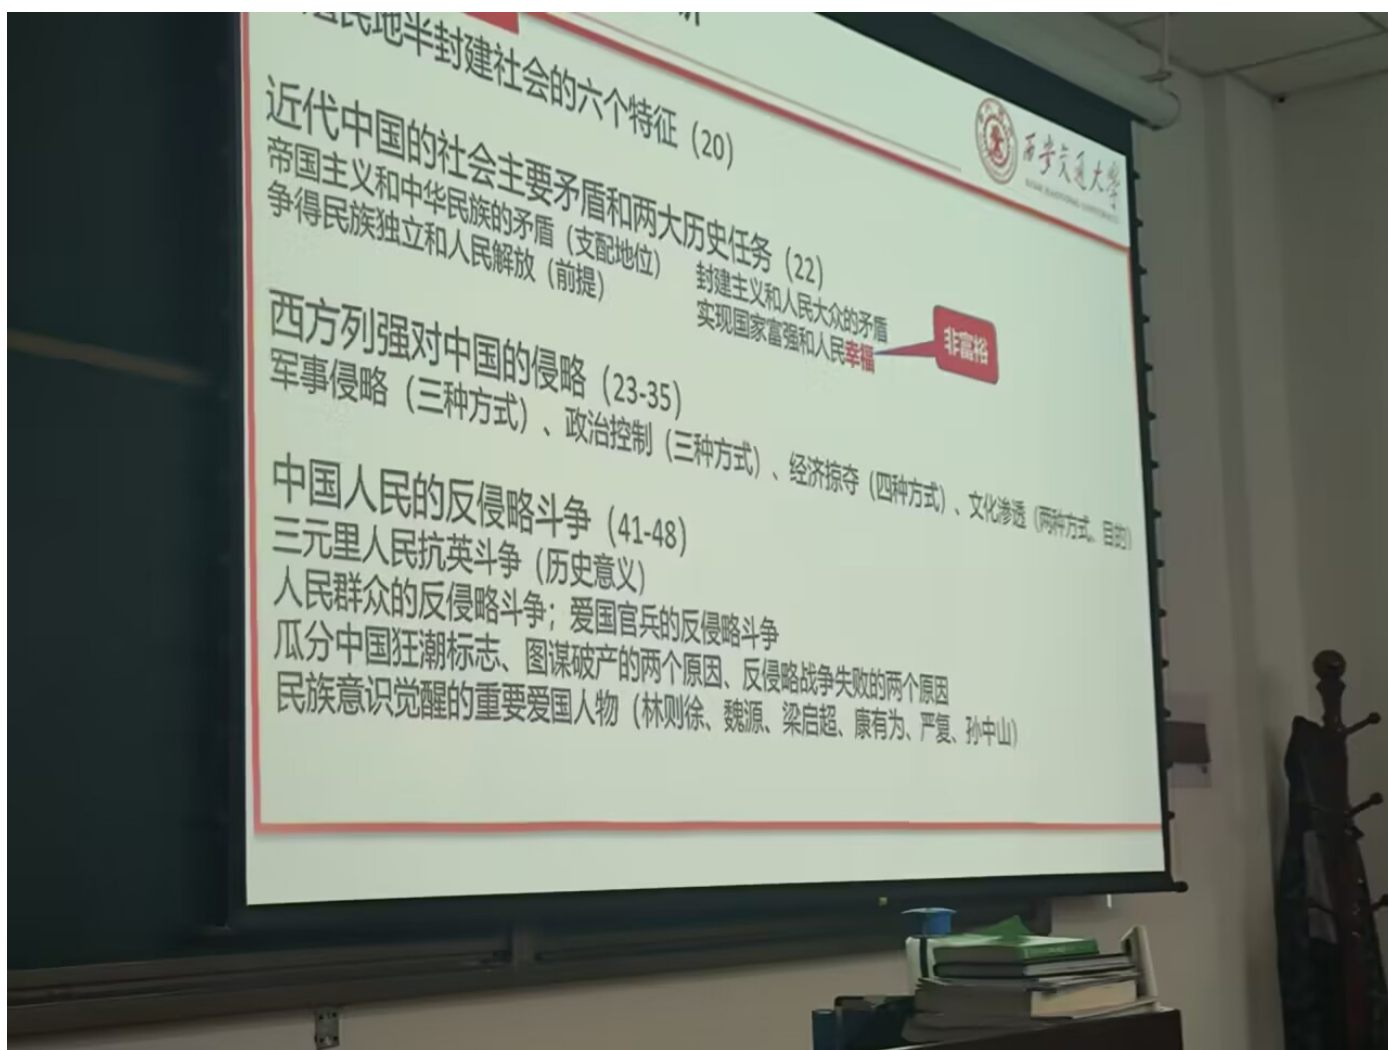 民地半封建社会的六个特征（20）
近代中国的社会主要矛盾和两大历史任务（22）
帝国主义和中华民族的矛盾（支配地位） 封建主义和人民大众的矛盾
争得民族独立和人民解放（前提） 实现国家富强和人民幸福
非富裕
西方列强对中国的侵略（23-35）
军事侵略（三种方式）、政治控制（三种方式）、经济掠夺（四种方式）、文化渗透（两种方式、目的）
中国人民的反侵略斗争（41-48）
三元里人民抗英斗争（历史意义）
人民群众的反侵略斗争；爱国官兵的反侵略斗争
瓜分中国狂潮标志、图谋破产的两个原因、反侵略战争失败的两个原因
民族意识觉醒的重要爱国人物（林则徐、魏源、梁启超、康有为、严复、孙中山）
西安交通大学